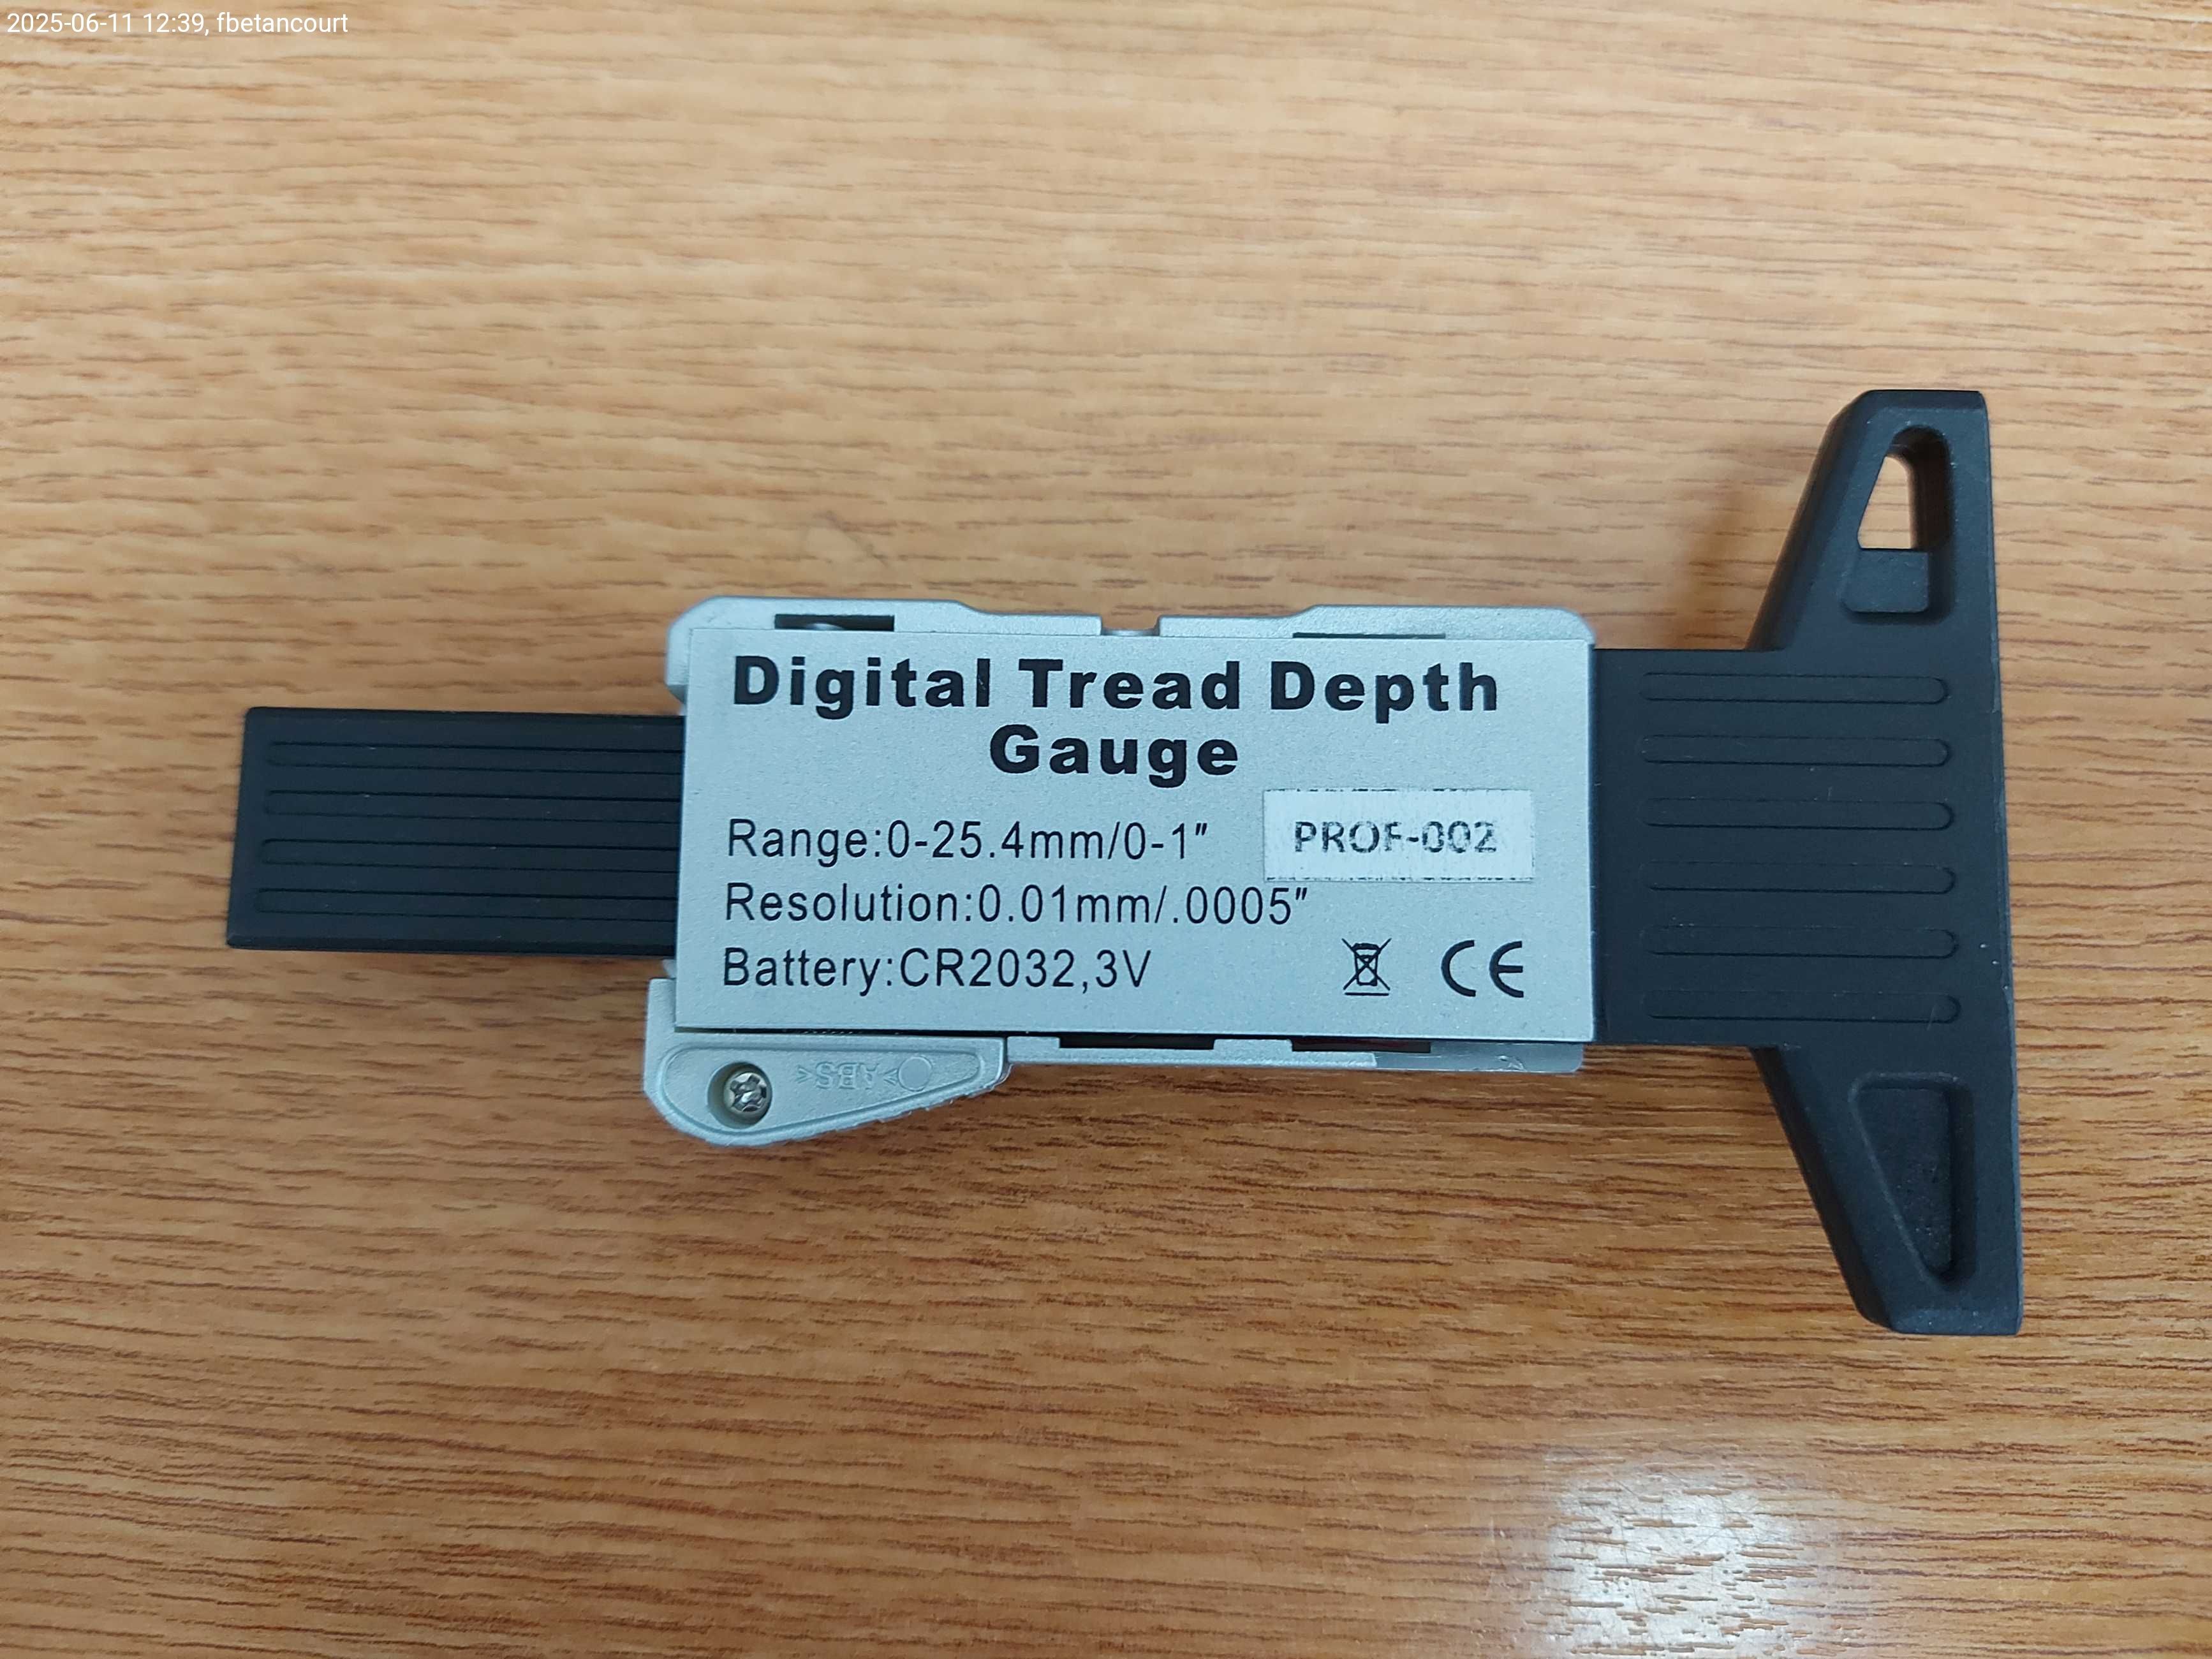 2025-06-11 12:39, fbetancourt
Digital Tread Depth
Gauge
Range:0-25.4mm/0-1"
PROF-002
Resolution:0.01mm/.0005"
Battery:CR2032,3V
CE
>ABS<